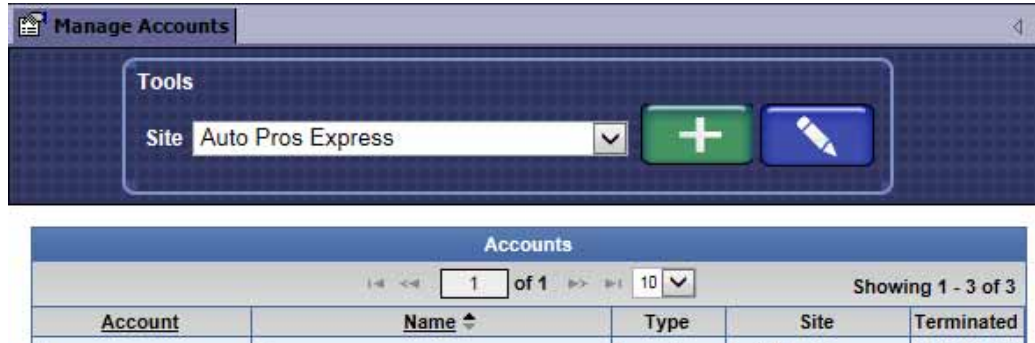 Manage Accounts
Tools
Site Auto Pros Express
Accounts
1 of 1 10 Showing 1 - 3 of 3
Account Name Type Site Terminated